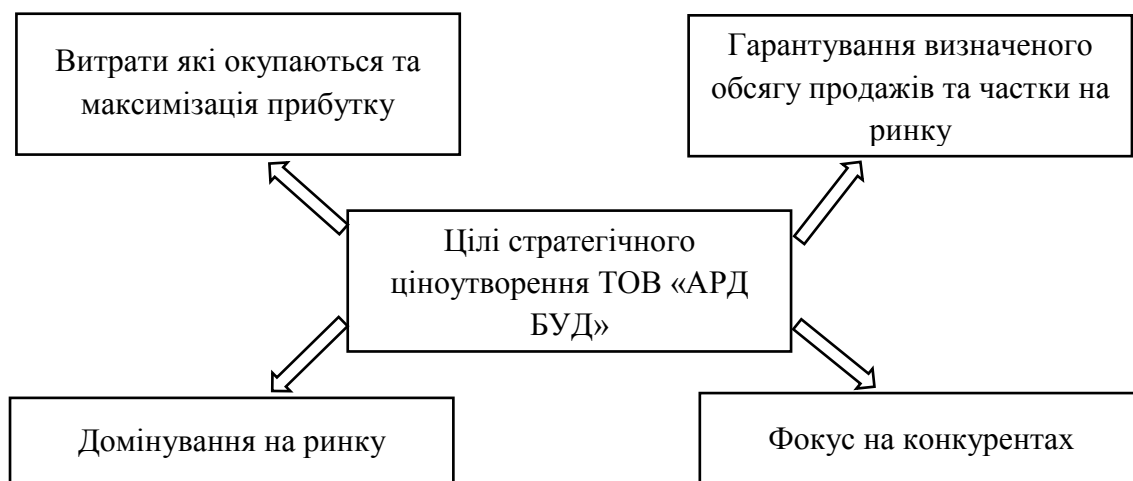 Витрати які окупаються та
максимізація прибутку
Гарантування визначеного
обсягу продажів та частки на
ринку
Цілі стратегічного
ціноутворення ТОВ «АРД
БУД»
Домінування на ринку
Фокус на конкурентах